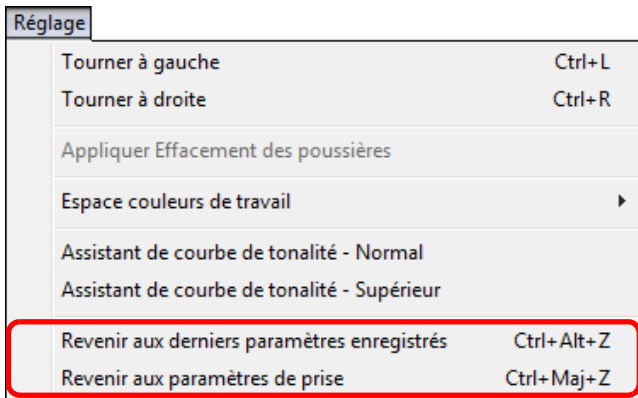 Réglage
Tourner à gauche Ctrl+L
Tourner à droite Ctrl+R
Appliquer Effacement des poussières
Espace couleurs de travail
Assistant de courbe de tonalité - Normal
Assistant de courbe de tonalité - Supérieur
Revenir aux derniers paramètres enregistrés Ctrl+Alt+Z
Revenir aux paramètres de prise Ctrl+Maj+Z